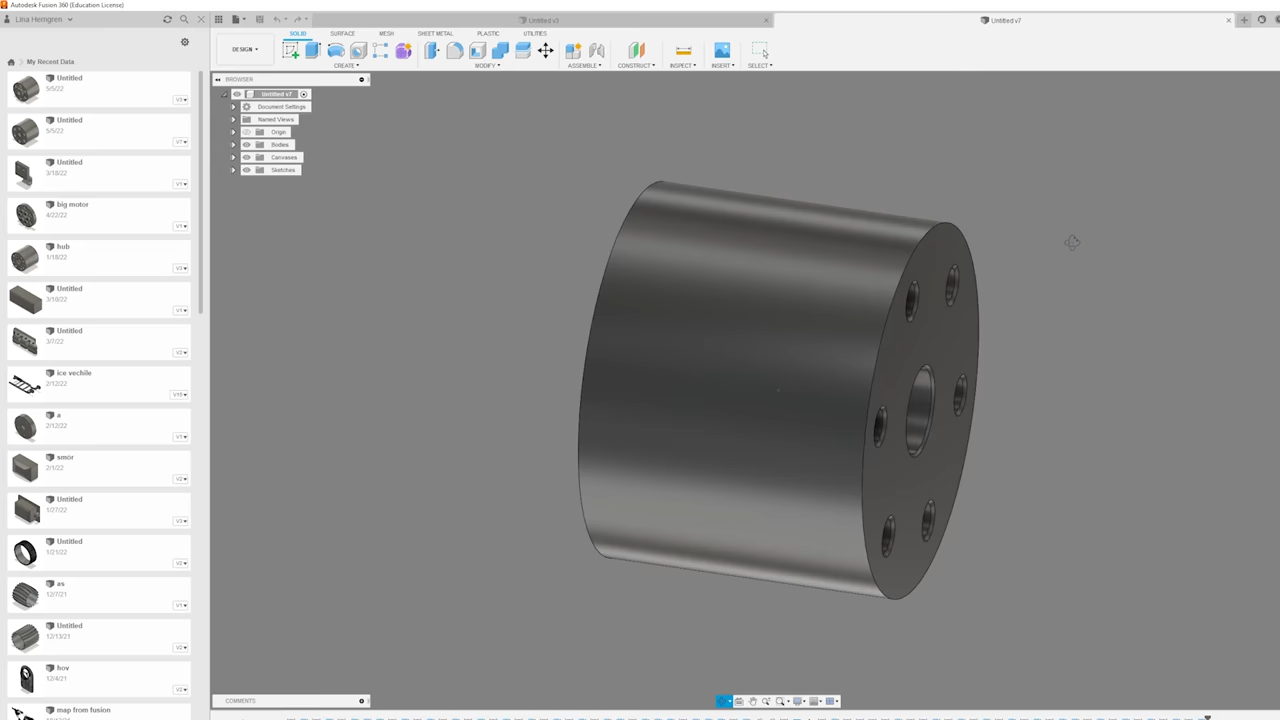 Autodesk Fusion 360 (Education License)
Lina Herngren
Untitled v3
Untitled v7
SOLID SURFACE MESH SHEET METAL PLASTIC UTILITIES
DESIGN
CREATE MODIFY ASSEMBLE CONSTRUCT INSPECT INSERT SELECT
My Recent Data
BROWSER
Untitled v7
Document Settings
Named Views
Origin
Bodies
Canvases
Sketches
Untitled
5/5/22
V3
Untitled
5/5/22
V7
Untitled
3/18/22
V1
big motor
4/22/22
V1
hub
1/18/22
V3
Untitled
3/10/22
V1
Untitled
3/7/22
V2
ice vechile
2/12/22
V15
a
2/12/22
V1
smör
2/1/22
V2
Untitled
1/27/22
V3
Untitled
1/21/22
V2
as
12/7/21
V1
Untitled
12/13/21
V2
hov
12/4/21
V2
map from fusion
COMMENTS